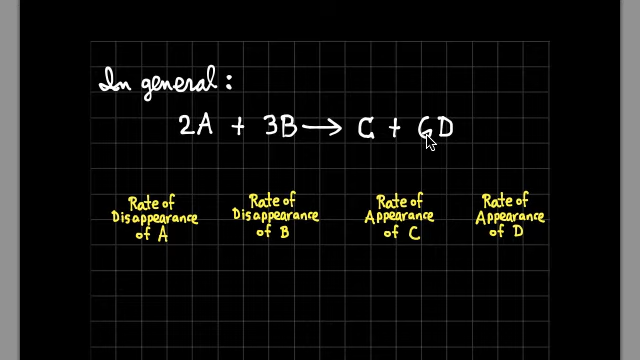 In general:
2A + 3B → C + 6D
Rate of Disappearance of A
Rate of Disappearance of B
Rate of Appearance of C
Rate of Appearance of D